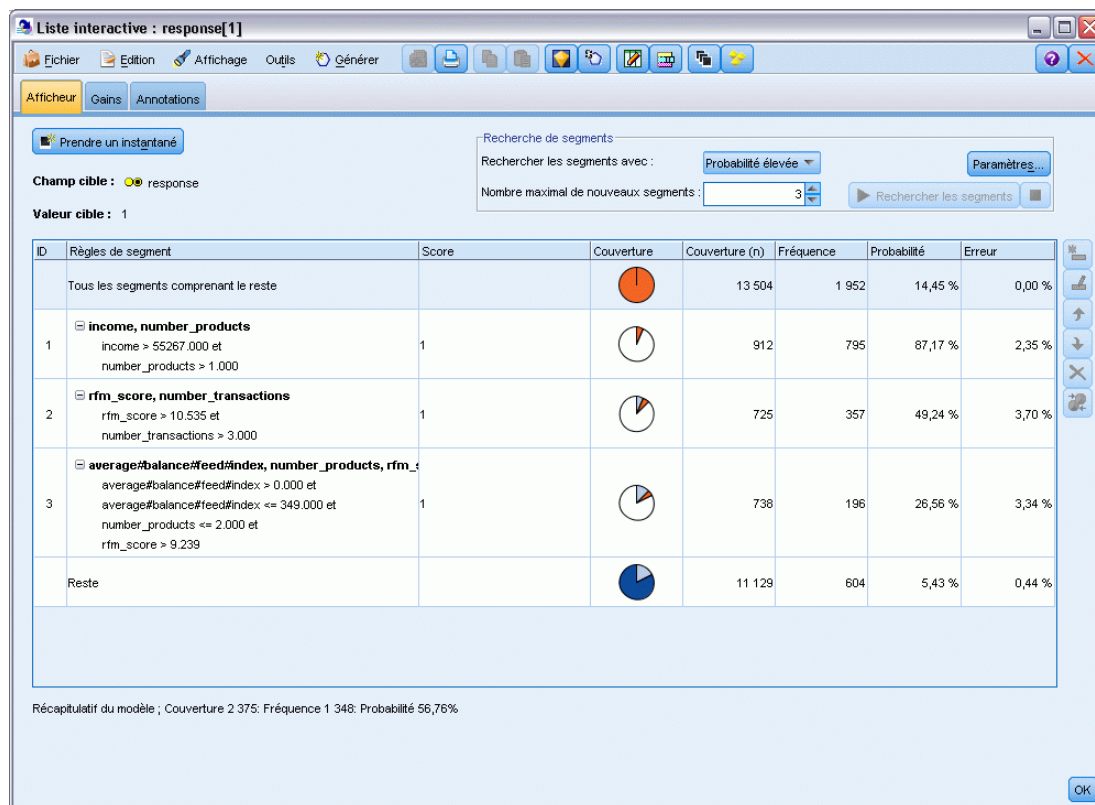 Liste interactive : response[1]
Fichier Edition Affichage Outils Générer
Afficheur Gains Annotations
Prendre un instantané
Champ cible : response
Valeur cible : 1
Recherche de segments
Rechercher les segments avec : Probabilité élevée Paramètres...
Nombre maximal de nouveaux segments : 3 Rechercher les segments
ID Règles de segment Score Couverture Couverture (n) Fréquence Probabilité Erreur
Tous les segments comprenant le reste 13 504 1 952 14,45 % 0,00 %
income, number_products
1 income > 55267.000 et 1 912 795 87,17 % 2,35 %
number_products > 1.000
rfm_score, number_transactions
2 rfm_score > 10.535 et 1 725 357 49,24 % 3,70 %
number_transactions > 3.000
average#balance#feed#index, number_products, rfm_s
average#balance#feed#index > 0.000 et
3 average#balance#feed#index <= 349.000 et 1 738 196 26,56 % 3,34 %
number_products <= 2.000 et
rfm_score > 9.239
Reste 11 129 604 5,43 % 0,44 %
Récapitulatif du modèle ; Couverture 2 375: Fréquence 1 348: Probabilité 56,76%
OK